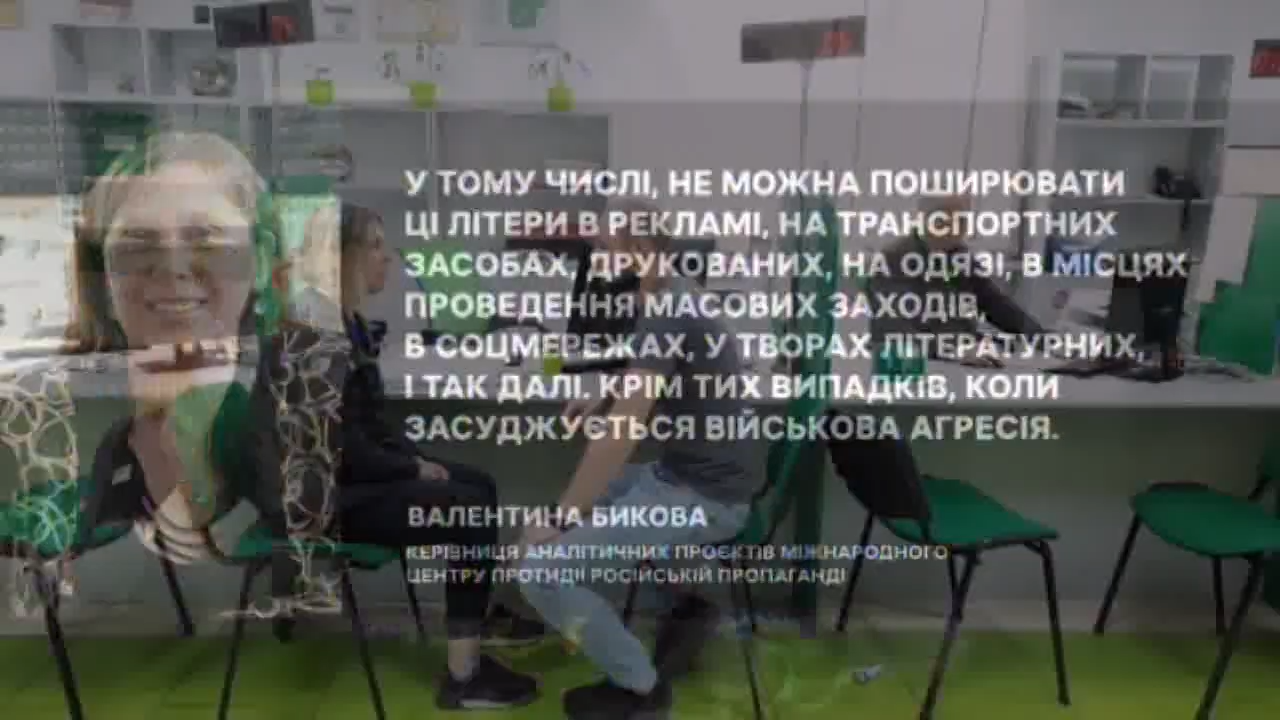 У ТОМУ ЧИСЛІ, НЕ МОЖНА ПОШИРЮВАТИ
ЦІ ЛІТЕРИ В РЕКЛАМІ, НА ТРАНСПОРТНИХ
ЗАСОБАХ, ДРУКОВАНИХ, НА ОДЯЗІ, В МІСЦЯХ
ПРОВЕДЕННЯ МАСОВИХ ЗАХОДІВ,
В СОЦМЕРЕЖАХ, У ТВОРАХ ЛІТЕРАТУРНИХ,
І ТАК ДАЛІ. КРІМ ТИХ ВИПАДКІВ, КОЛИ
ЗАСУДЖУЄТЬСЯ ВІЙСЬКОВА АГРЕСІЯ.
ВАЛЕНТИНА БИКОВА
КЕРІВНИЦЯ АНАЛІТИЧНИХ ПРОЄКТІВ МІЖНАРОДНОГО
ЦЕНТРУ ПРОТИДІЇ РОСІЙСЬКІЙ ПРОПАГАНДІ